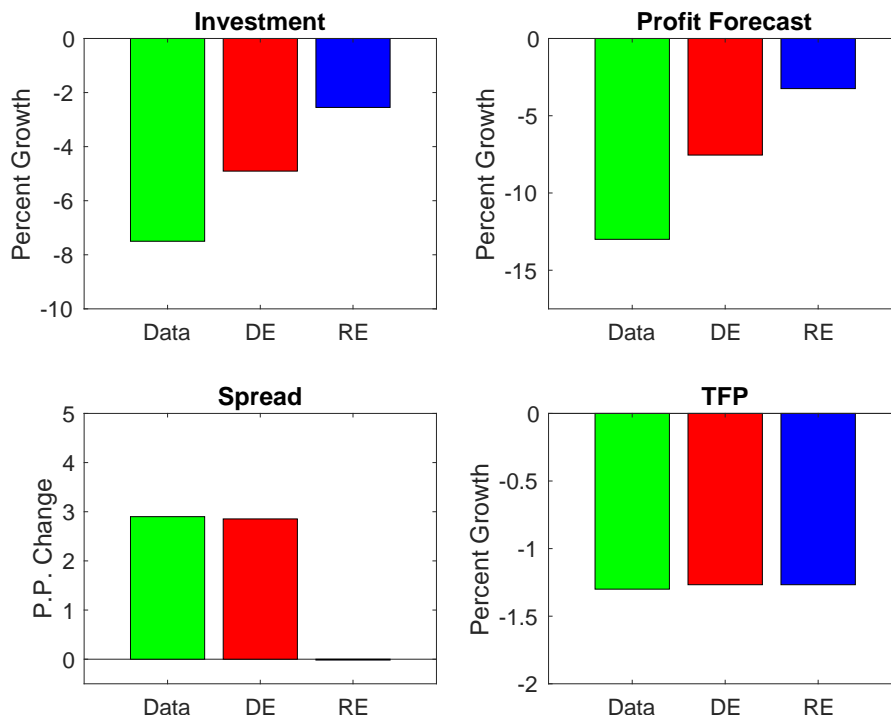 Investment
Percent Growth
0
-2
-4
-6
-8
-10
Data DE RE
Profit Forecast
Percent Growth
0
-5
-10
-15
Data DE RE
Spread
P.P. Change
5
4
3
2
1
0
Data DE RE
TFP
Percent Growth
0
-0.5
-1
-1.5
-2
Data DE RE